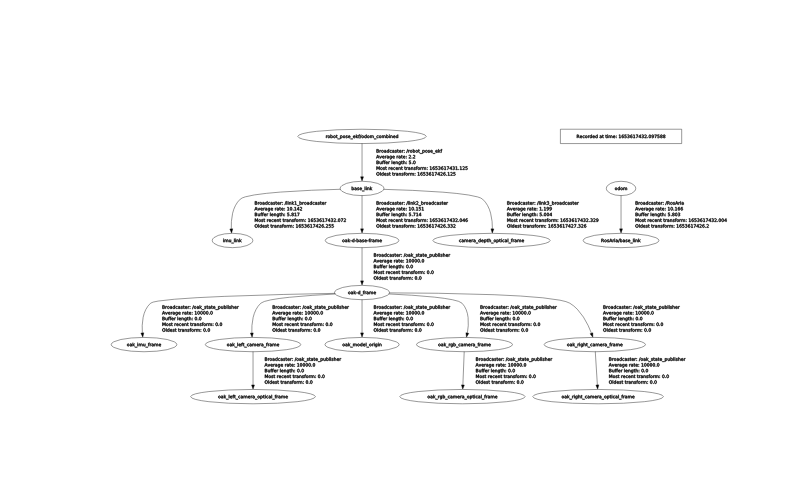 robot_pose_ekf/odom_combined
Recorded at time: 1653617432.097588
Broadcaster: /robot_pose_ekf
Average rate: 2.2
Buffer length: 5.0
Most recent transform: 1653617431.125
Oldest transform: 1653617426.125
base_link
odom
Broadcaster: /link1_broadcaster
Average rate: 10.142
Buffer length: 5.817
Most recent transform: 1653617432.072
Oldest transform: 1653617426.255
Broadcaster: /link2_broadcaster
Average rate: 10.151
Buffer length: 5.714
Most recent transform: 1653617432.046
Oldest transform: 1653617426.332
Broadcaster: /link3_broadcaster
Average rate: 1.199
Buffer length: 5.004
Most recent transform: 1653617432.329
Oldest transform: 1653617427.326
Broadcaster: /RosAria
Average rate: 10.166
Buffer length: 5.803
Most recent transform: 1653617432.004
Oldest transform: 1653617426.2
imu_link
oak-d-base-frame
camera_depth_optical_frame
RosAria/base_link
Broadcaster: /oak_state_publisher
Average rate: 10000.0
Buffer length: 0.0
Most recent transform: 0.0
Oldest transform: 0.0
oak-d_frame
Broadcaster: /oak_state_publisher
Average rate: 10000.0
Buffer length: 0.0
Most recent transform: 0.0
Oldest transform: 0.0
Broadcaster: /oak_state_publisher
Average rate: 10000.0
Buffer length: 0.0
Most recent transform: 0.0
Oldest transform: 0.0
Broadcaster: /oak_state_publisher
Average rate: 10000.0
Buffer length: 0.0
Most recent transform: 0.0
Oldest transform: 0.0
Broadcaster: /oak_state_publisher
Average rate: 10000.0
Buffer length: 0.0
Most recent transform: 0.0
Oldest transform: 0.0
Broadcaster: /oak_state_publisher
Average rate: 10000.0
Buffer length: 0.0
Most recent transform: 0.0
Oldest transform: 0.0
oak_imu_frame
oak_left_camera_frame
oak_model_origin
oak_rgb_camera_frame
oak_right_camera_frame
Broadcaster: /oak_state_publisher
Average rate: 10000.0
Buffer length: 0.0
Most recent transform: 0.0
Oldest transform: 0.0
Broadcaster: /oak_state_publisher
Average rate: 10000.0
Buffer length: 0.0
Most recent transform: 0.0
Oldest transform: 0.0
Broadcaster: /oak_state_publisher
Average rate: 10000.0
Buffer length: 0.0
Most recent transform: 0.0
Oldest transform: 0.0
oak_left_camera_optical_frame
oak_rgb_camera_optical_frame
oak_right_camera_optical_frame